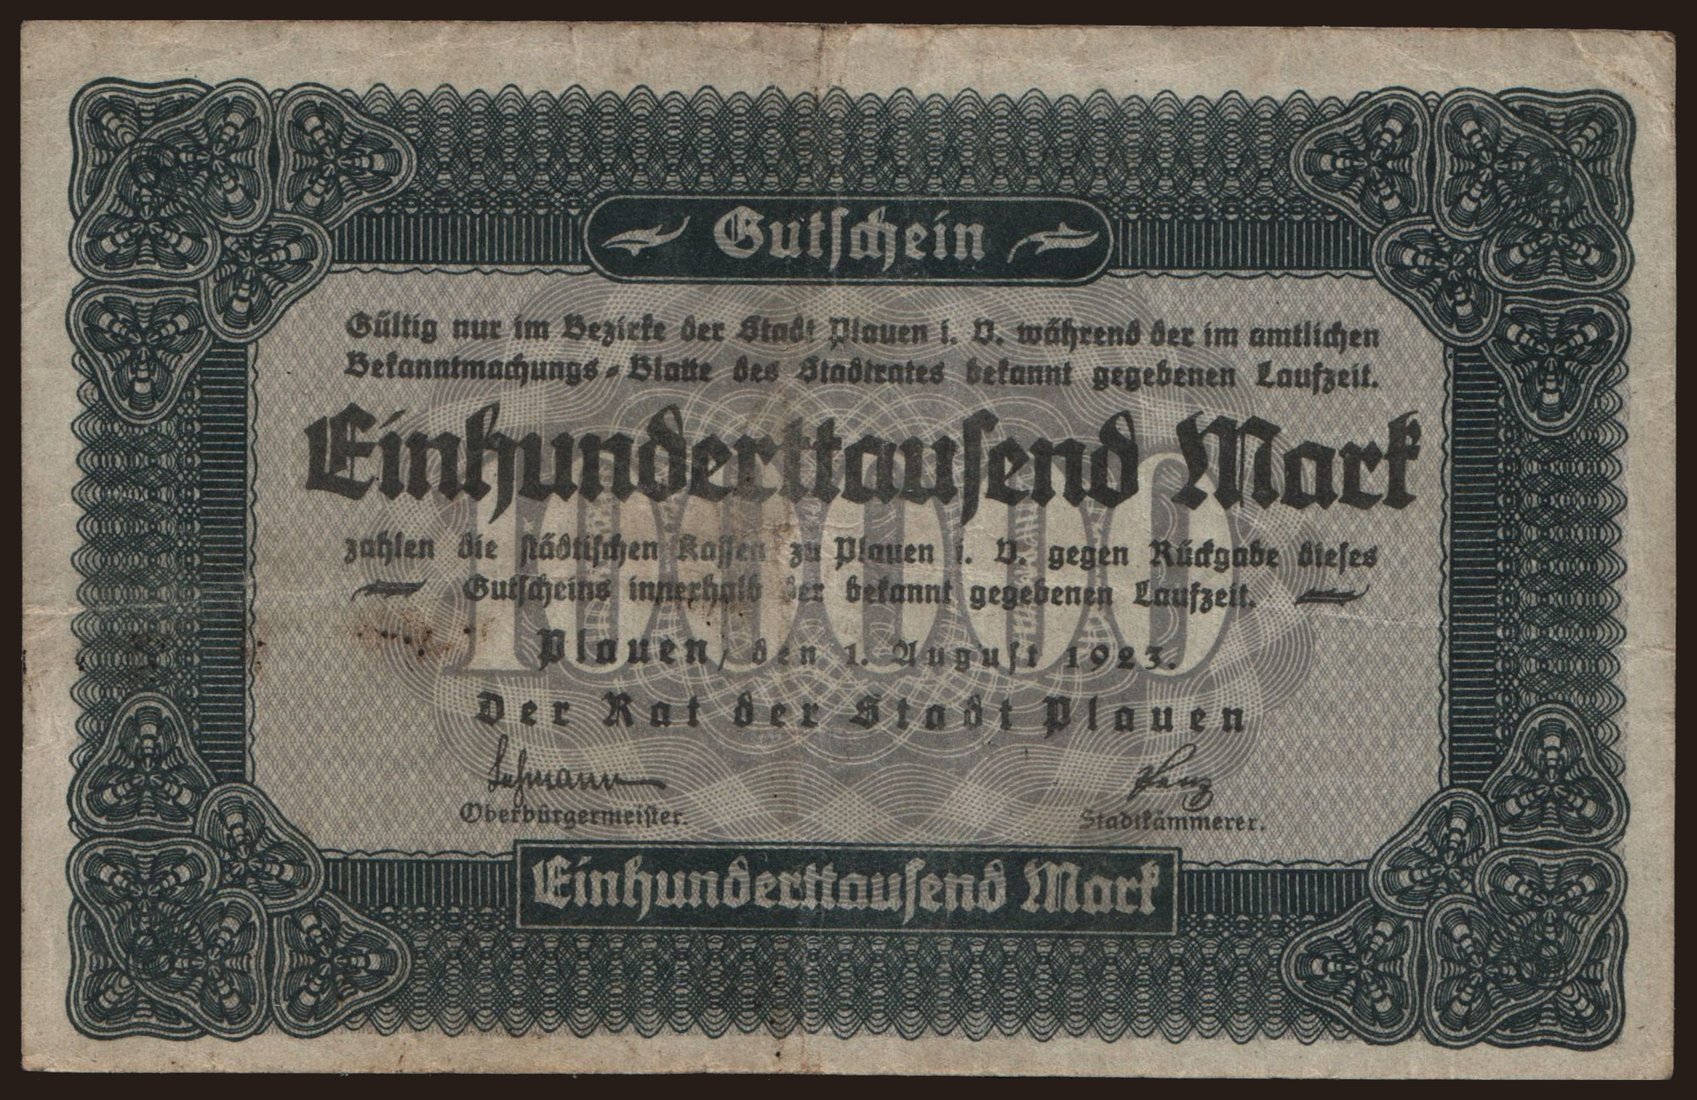 Gutschein
Gültig nur im Bezirke der Stadt Plauen i. V. während der im amtlichen
Bekanntmachungs-Blatte des Stadtrates bekannt gegebenen Laufzeit.
Einhunderttausend Mark
100000
zahlen die städtischen Kassen zu Plauen i. V. gegen Rückgabe dieses
Gutscheins innerhalb der bekannt gegebenen Laufzeit.
Plauen, den 1. August 1923.
Der Rat der Stadt Plauen
Lehmann
Oberbürgermeister. Stadtkämmerer.
Einhunderttausend Mark